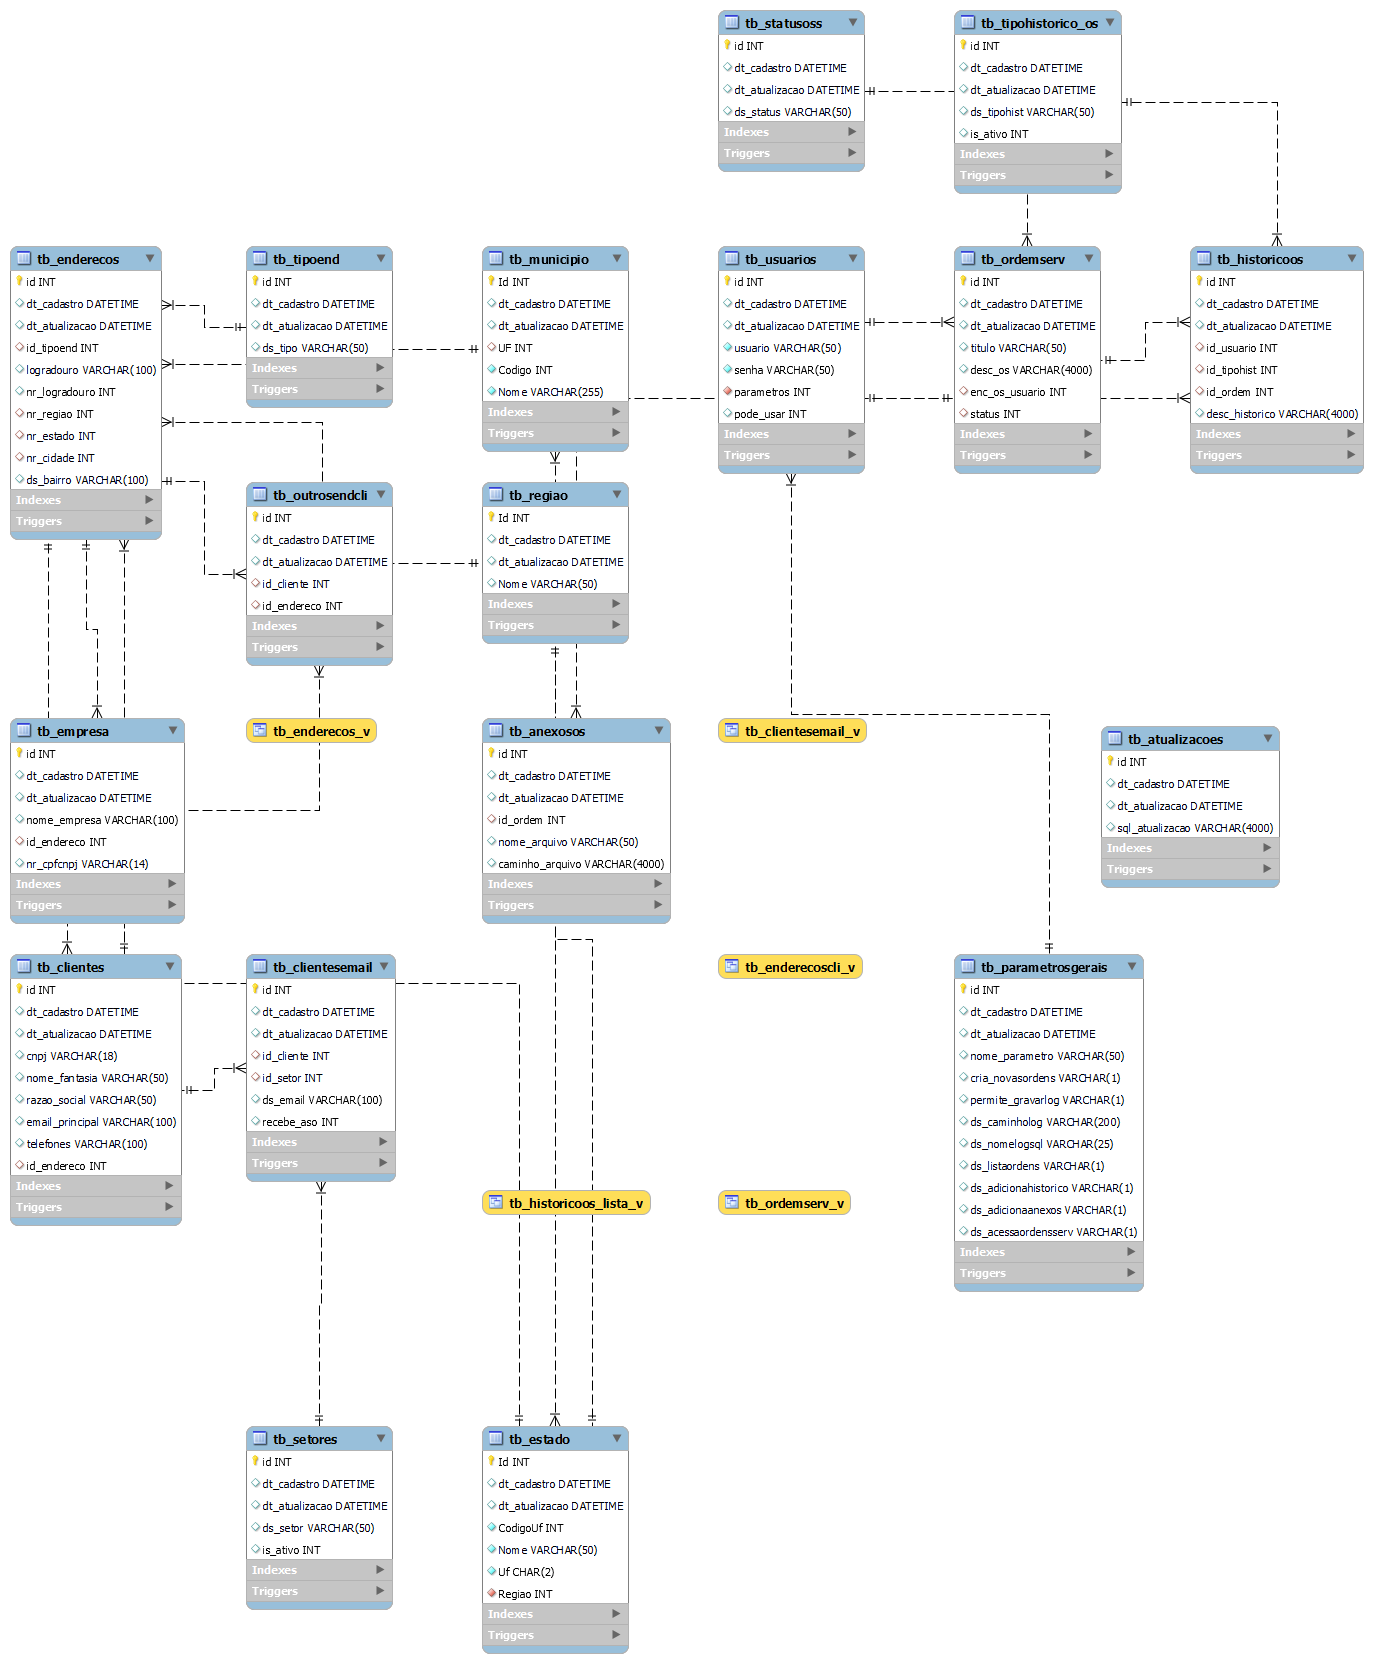 tb_statusoss
id INT
dt_cadastro DATETIME
dt_atualizacao DATETIME
ds_status VARCHAR(50)
Indexes
Triggers
tb_tipohistorico_os
id INT
dt_cadastro DATETIME
dt_atualizacao DATETIME
ds_tipohist VARCHAR(50)
is_ativo INT
Indexes
Triggers
tb_enderecos
id INT
dt_cadastro DATETIME
dt_atualizacao DATETIME
id_tipoend INT
logradouro VARCHAR(100)
nr_logradouro INT
nr_regiao INT
nr_estado INT
nr_cidade INT
ds_bairro VARCHAR(100)
Indexes
Triggers
tb_tipoend
id INT
dt_cadastro DATETIME
dt_atualizacao DATETIME
ds_tipo VARCHAR(50)
Indexes
Triggers
tb_municipio
Id INT
dt_cadastro DATETIME
dt_atualizacao DATETIME
UF INT
Codigo INT
Nome VARCHAR(255)
Indexes
Triggers
tb_usuarios
id INT
dt_cadastro DATETIME
dt_atualizacao DATETIME
usuario VARCHAR(50)
senha VARCHAR(50)
parametros INT
pode_usar INT
Indexes
Triggers
tb_ordemserv
id INT
dt_cadastro DATETIME
dt_atualizacao DATETIME
titulo VARCHAR(50)
desc_os VARCHAR(4000)
enc_os_usuario INT
status INT
Indexes
Triggers
tb_historicoos
id INT
dt_cadastro DATETIME
dt_atualizacao DATETIME
id_usuario INT
id_tipohist INT
id_ordem INT
desc_historico VARCHAR(4000)
Indexes
Triggers
tb_outrosendcli
id INT
dt_cadastro DATETIME
dt_atualizacao DATETIME
id_cliente INT
id_endereco INT
Indexes
Triggers
tb_regiao
Id INT
dt_cadastro DATETIME
dt_atualizacao DATETIME
Nome VARCHAR(50)
Indexes
Triggers
tb_empresa
id INT
dt_cadastro DATETIME
dt_atualizacao DATETIME
nome_empresa VARCHAR(100)
id_endereco INT
nr_cpfcnpj VARCHAR(14)
Indexes
Triggers
tb_enderecos_v
tb_anexosos
id INT
dt_cadastro DATETIME
dt_atualizacao DATETIME
id_ordem INT
nome_arquivo VARCHAR(50)
caminho_arquivo VARCHAR(4000)
Indexes
Triggers
tb_clientesemail_v
tb_atualizacoes
id INT
dt_cadastro DATETIME
dt_atualizacao DATETIME
sql_atualizacao VARCHAR(4000)
Indexes
Triggers
tb_clientes
id INT
dt_cadastro DATETIME
dt_atualizacao DATETIME
cnpj VARCHAR(18)
nome_fantasia VARCHAR(50)
razao_social VARCHAR(50)
email_principal VARCHAR(100)
telefones VARCHAR(100)
id_endereco INT
Indexes
Triggers
tb_clientesemail
id INT
dt_cadastro DATETIME
dt_atualizacao DATETIME
id_cliente INT
id_setor INT
ds_email VARCHAR(100)
recebe_aso INT
Indexes
Triggers
tb_enderecoscli_v
tb_parametrosgerais
id INT
dt_cadastro DATETIME
dt_atualizacao DATETIME
nome_parametro VARCHAR(50)
cria_novasordens VARCHAR(1)
permite_gravarlog VARCHAR(1)
ds_caminholog VARCHAR(200)
ds_nomelogsql VARCHAR(25)
ds_listaordens VARCHAR(1)
ds_adicionahistorico VARCHAR(1)
ds_adicionaanexos VARCHAR(1)
ds_acessaordensserv VARCHAR(1)
Indexes
Triggers
tb_historicoos_lista_v
tb_ordemserv_v
tb_setores
id INT
dt_cadastro DATETIME
dt_atualizacao DATETIME
ds_setor VARCHAR(50)
is_ativo INT
Indexes
Triggers
tb_estado
Id INT
dt_cadastro DATETIME
dt_atualizacao DATETIME
CodigoUf INT
Nome VARCHAR(50)
Uf CHAR(2)
Regiao INT
Indexes
Triggers